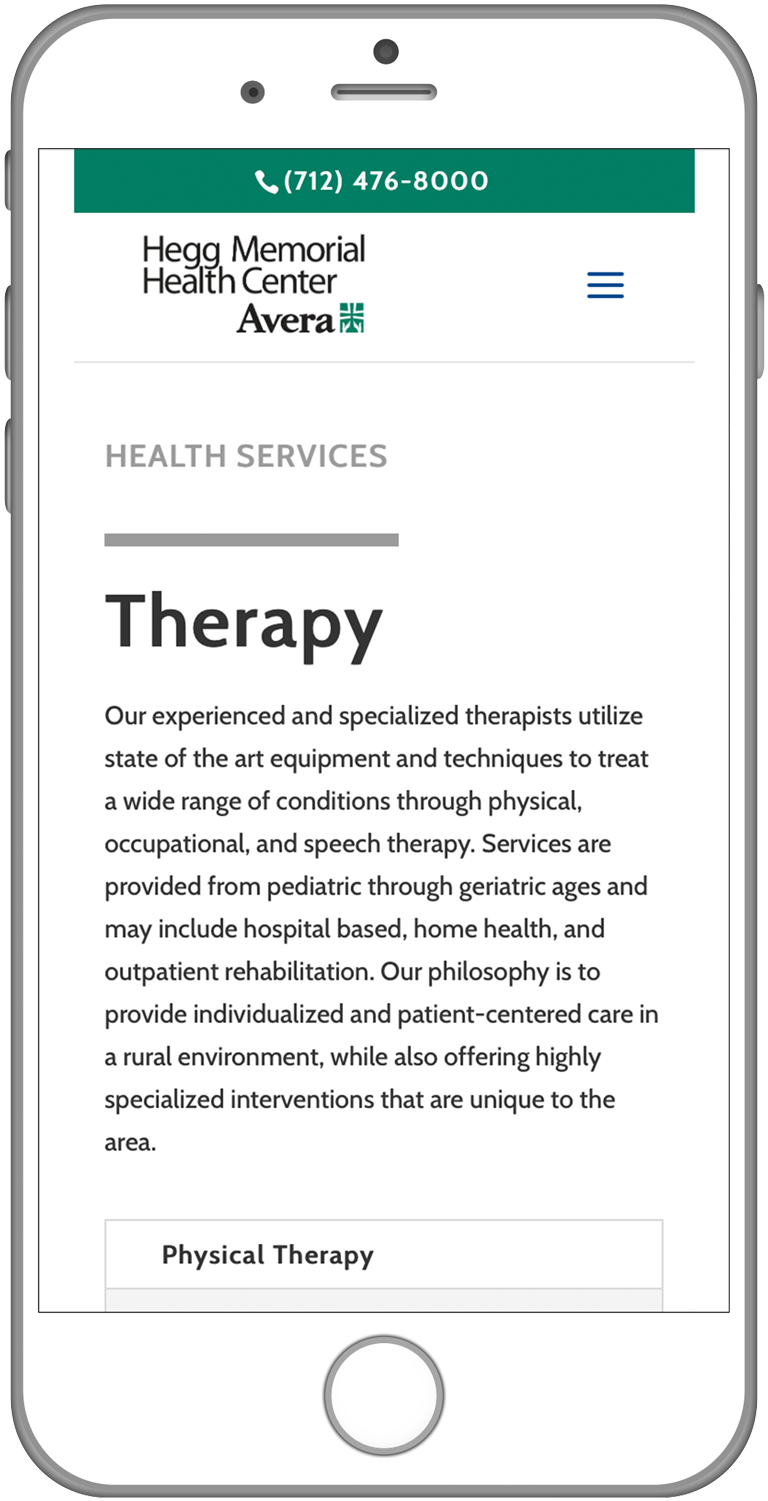 (712) 476-8000
Hegg Memorial
Health Center
Avera
HEALTH SERVICES
Therapy
Our experienced and specialized therapists utilize
state of the art equipment and techniques to treat
a wide range of conditions through physical,
occupational, and speech therapy. Services are
provided from pediatric through geriatric ages and
may include hospital based, home health, and
outpatient rehabilitation. Our philosophy is to
provide individualized and patient-centered care in
a rural environment, while also offering highly
specialized interventions that are unique to the
area.
Physical Therapy